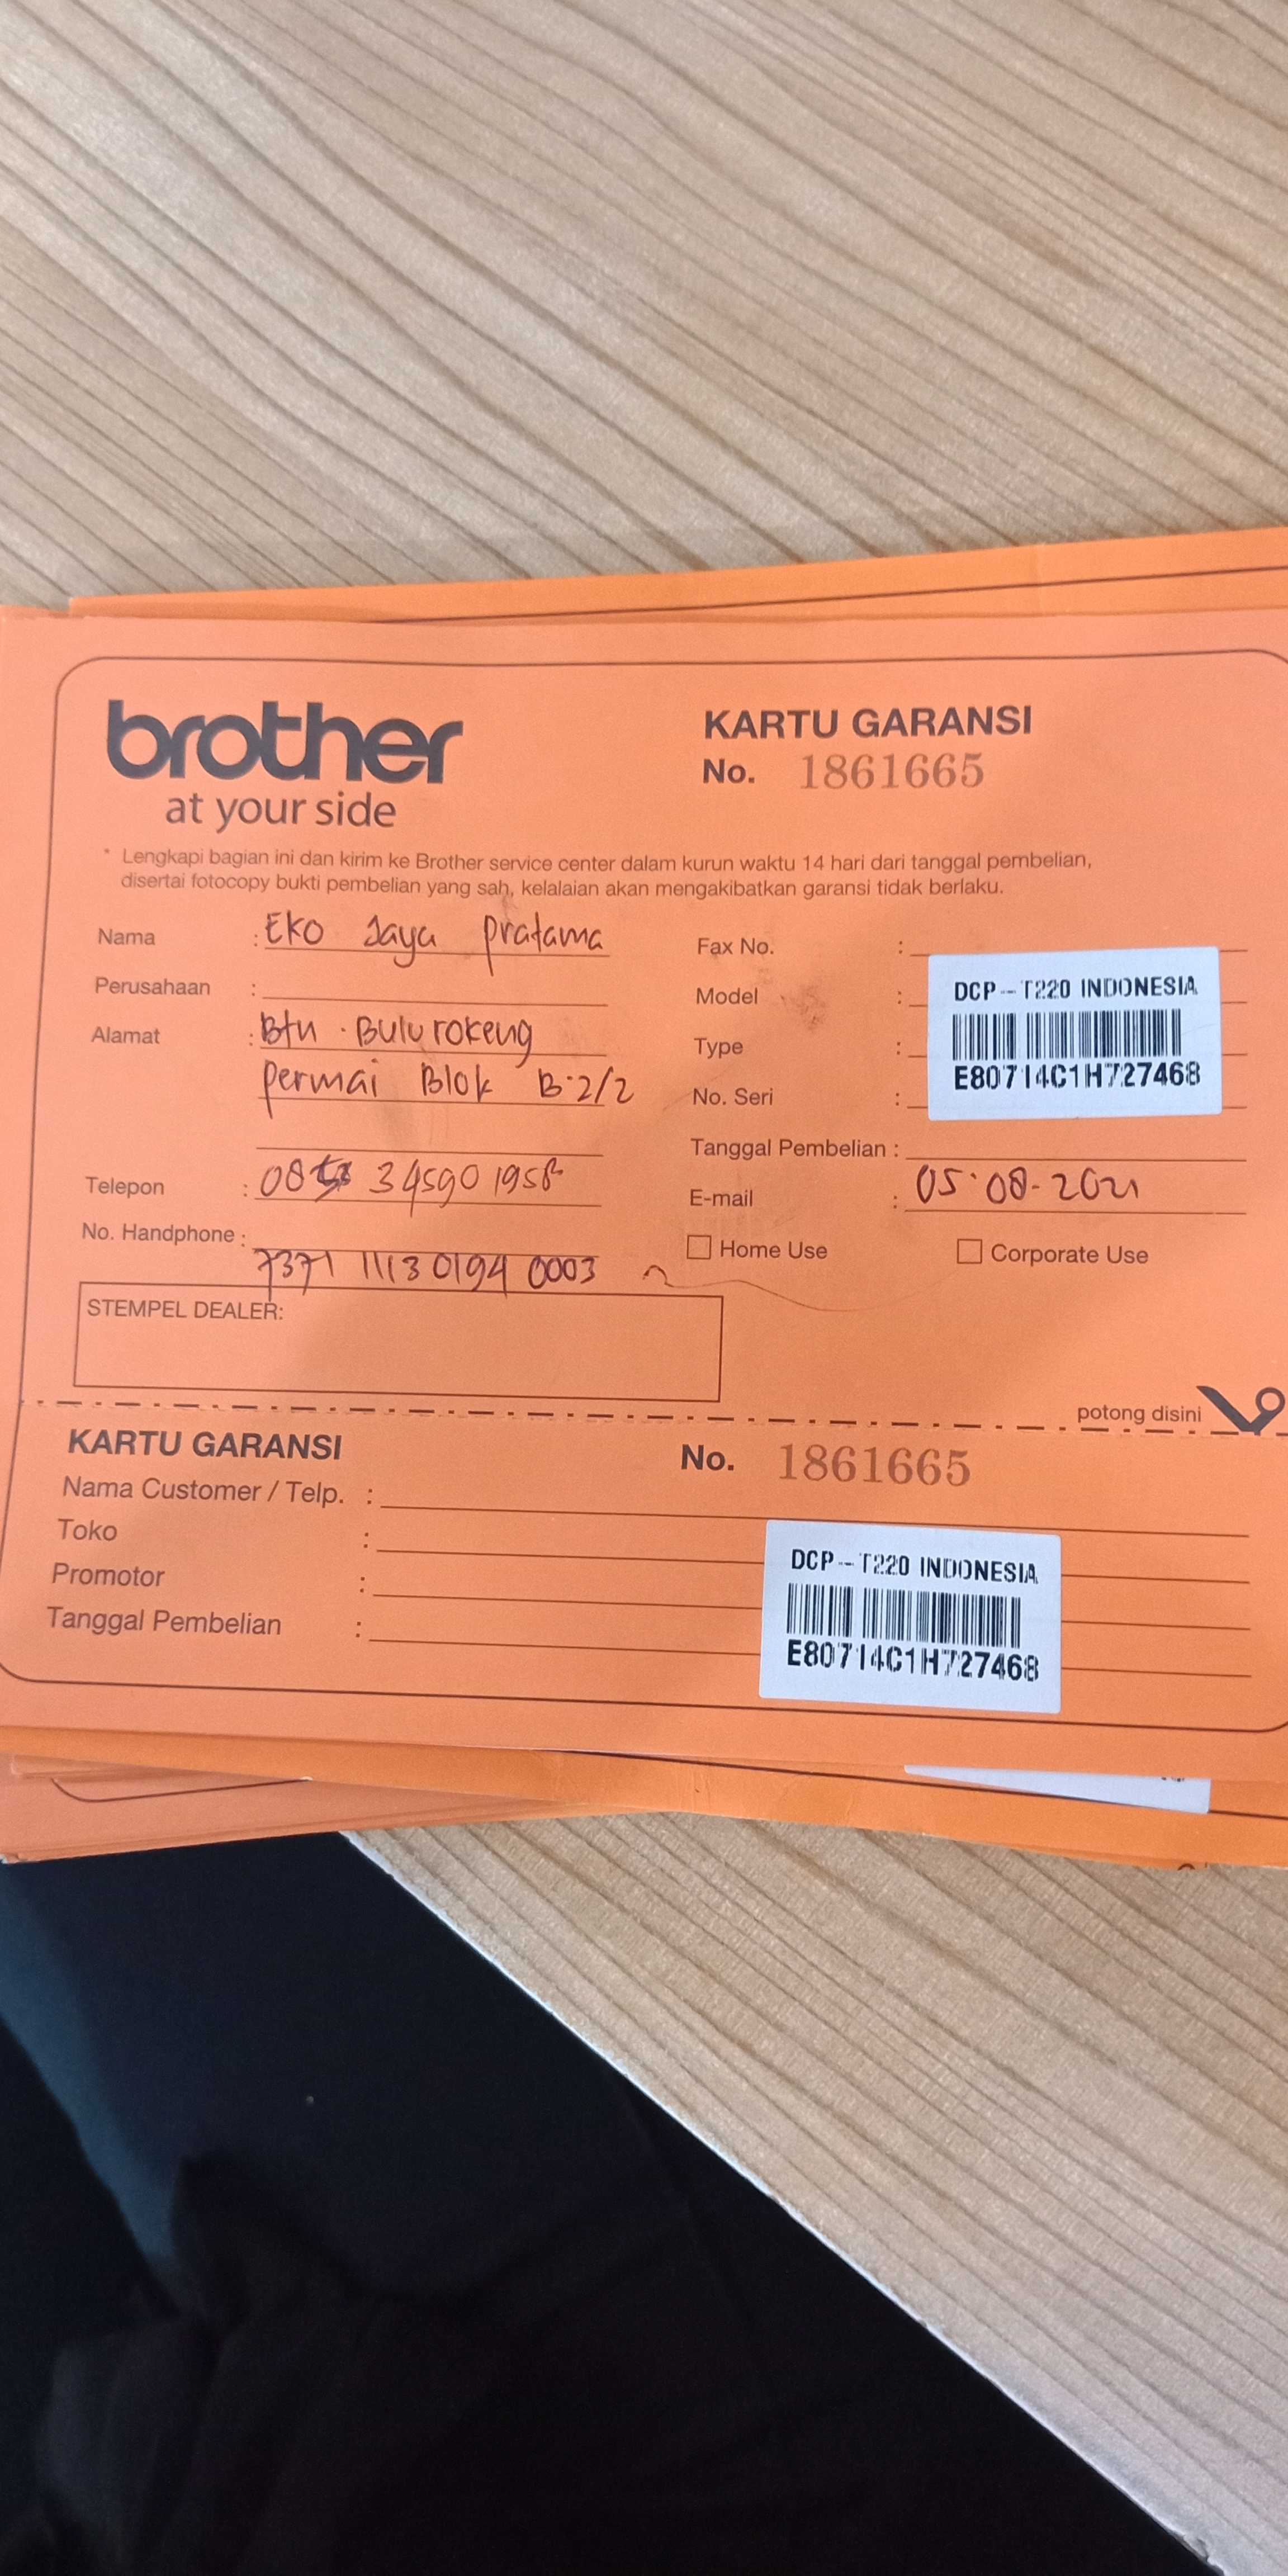 brother
at your side
KARTU GARANSI
No. 1861665
* Lengkapi bagian ini dan kirim ke Brother service center dalam kurun waktu 14 hari dari tanggal pembelian,
disertai fotocopy bukti pembelian yang sah, kelalaian akan mengakibatkan garansi tidak berlaku.
Nama : Eko Jaya Pratama
Perusahaan :
Alamat : Btn . Bulurokeng
Permai Blok B.2/2
Telepon : 345901958
No. Handphone :
7371 1113 0194 0003
STEMPEL DEALER:
Fax No. :
Model :
Type :
No. Seri :
DCP-T220 INDONESIA
E80714C1H727468
Tanggal Pembelian :
E-mail : 05.08-2021
Home Use
Corporate Use
potong disini
KARTU GARANSI
No. 1861665
Nama Customer / Telp. :
Toko :
Promotor :
Tanggal Pembelian :
DCP-T220 INDONESIA
E80714C1H727468